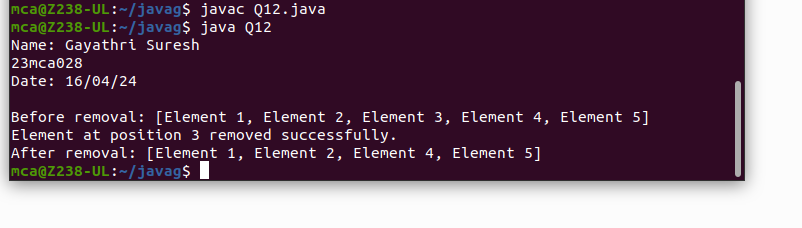 mca@Z238-UL:~/javag$ javac Q12.java
mca@Z238-UL:~/javag$ java Q12
Name: Gayathri Suresh
23mca028
Date: 16/04/24
Before removal: [Element 1, Element 2, Element 3, Element 4, Element 5]
Element at position 3 removed successfully.
After removal: [Element 1, Element 2, Element 4, Element 5]
mca@Z238-UL:~/javag$